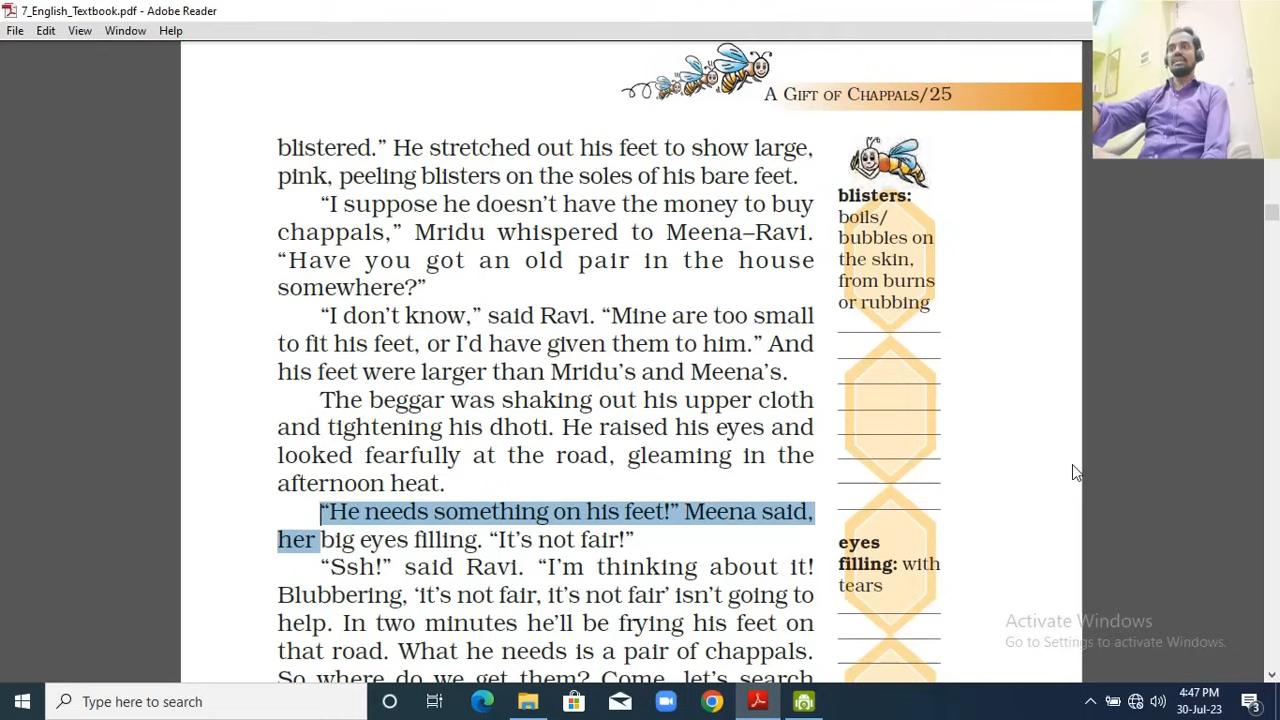 7_English_Textbook.pdf - Adobe Reader
File Edit View Window Help
A GIFT OF CHAPPALS/25
blistered.” He stretched out his feet to show large,
pink, peeling blisters on the soles of his bare feet.
“I suppose he doesn’t have the money to buy
chappals,” Mridu whispered to Meena–Ravi.
“Have you got an old pair in the house
somewhere?”
“I don’t know,” said Ravi. “Mine are too small
to fit his feet, or I’d have given them to him.” And
his feet were larger than Mridu’s and Meena’s.
The beggar was shaking out his upper cloth
and tightening his dhoti. He raised his eyes and
looked fearfully at the road, gleaming in the
afternoon heat.
“He needs something on his feet!” Meena said,
her big eyes filling. “It’s not fair!”
“Ssh!” said Ravi. “I’m thinking about it!
Blubbering, ‘it’s not fair, it’s not fair’ isn’t going to
help. In two minutes he’ll be frying his feet on
that road. What he needs is a pair of chappals.
So where do we get them? Come, let’s search
blisters:
boils/
bubbles on
the skin,
from burns
or rubbing
eyes
filling: with
tears
Activate Windows
Go to Settings to activate Windows.
Type here to search
4:47 PM
30-Jul-23
3